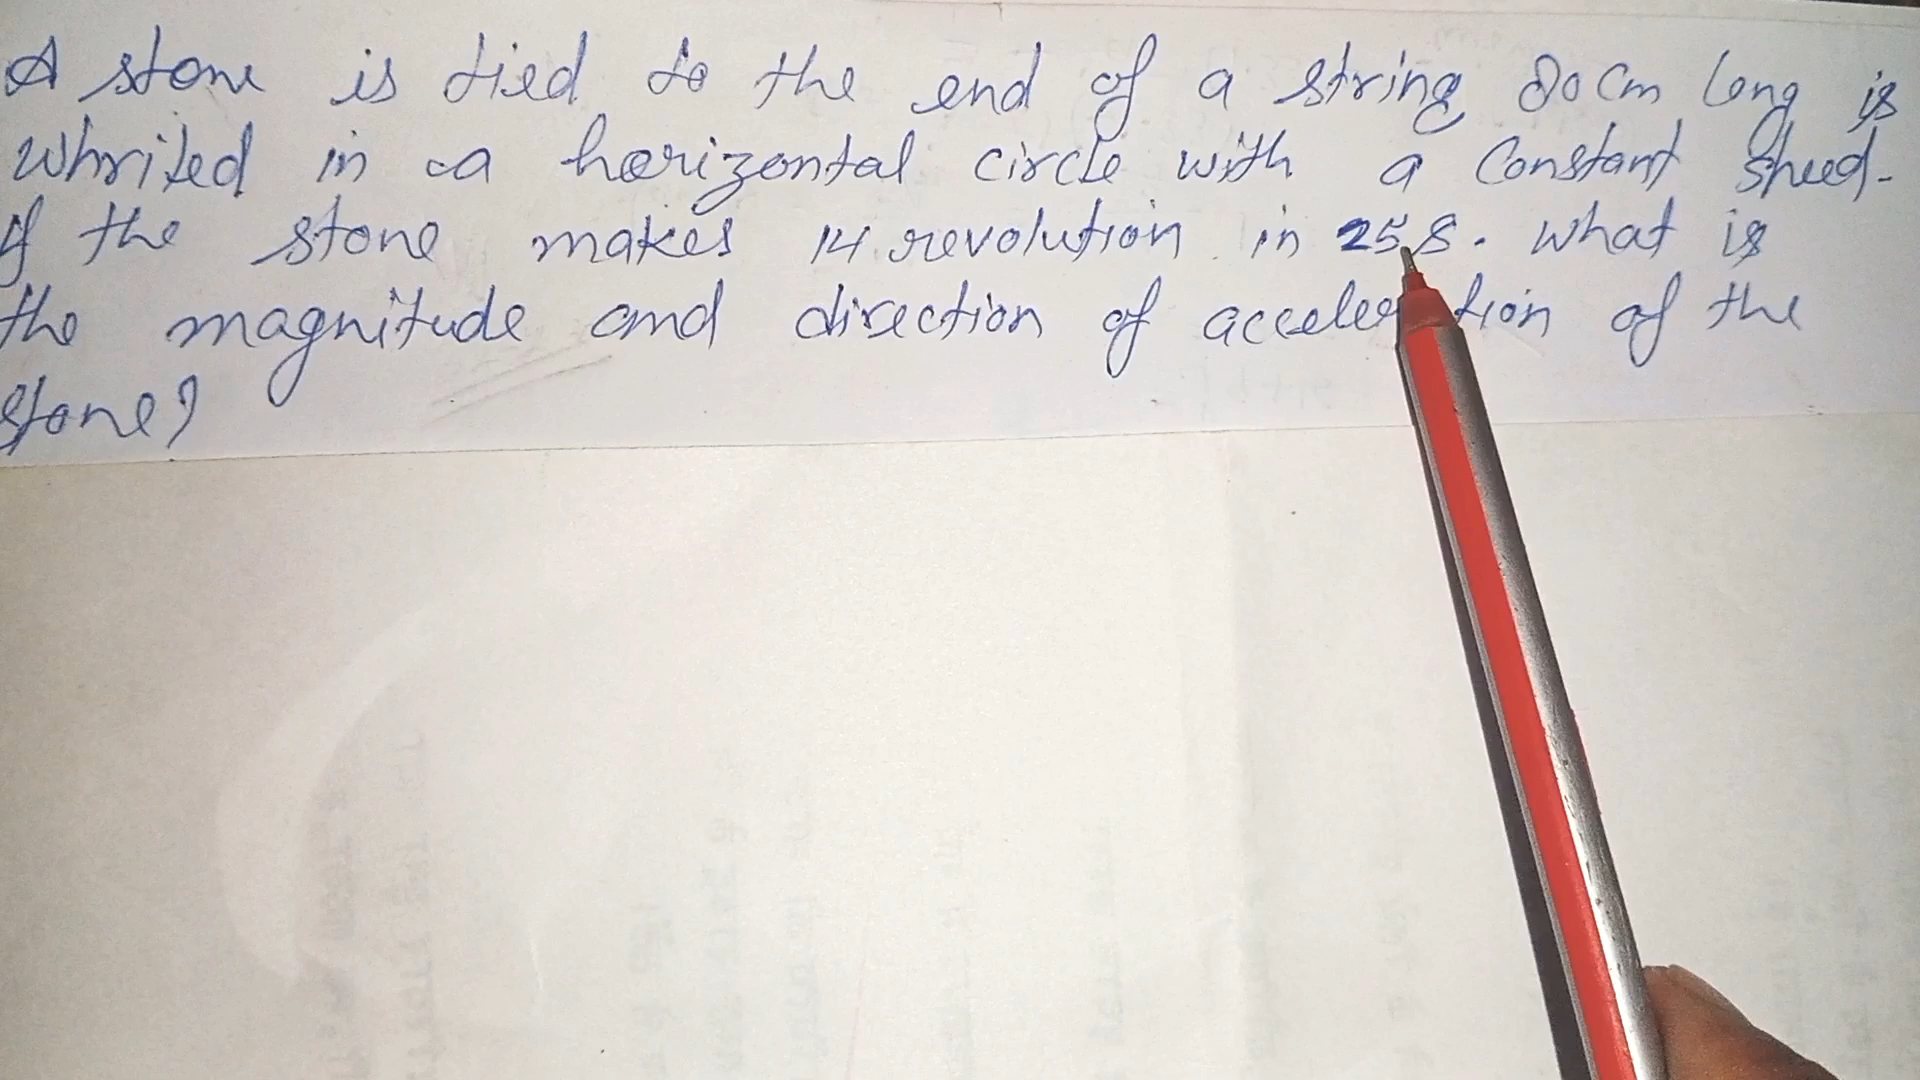 A stone is tied to the end of a string 80 Cm long is
whrited in a horizontal circle with a Constant speed.
If the stone makes 14 revolution in 25 S. What is
the magnitude and direction of acceleration of the
stone?